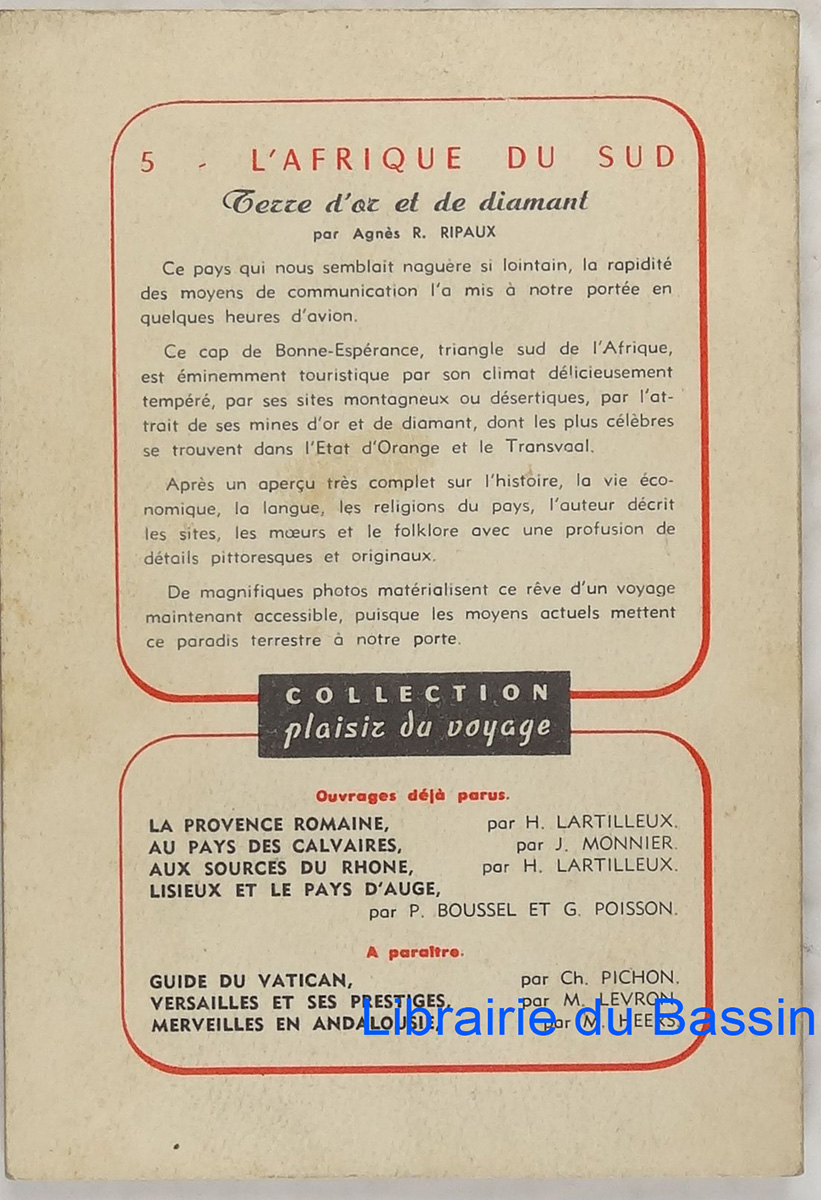 5 - L'AFRIQUE DU SUD
Terre d'or et de diamant
par Agnès R. RIPAUX
Ce pays qui nous semblait naguère si lointain, la rapidité
des moyens de communication l'a mis à notre portée en
quelques heures d'avion.
Ce cap de Bonne-Espérance, triangle sud de l'Afrique,
est éminemment touristique par son climat délicieusement
tempéré, par ses sites montagneux ou désertiques, par l'at-
trait de ses mines d'or et de diamant, dont les plus célèbres
se trouvent dans l'Etat d'Orange et le Transvaal.
Après un aperçu très complet sur l'histoire, la vie éco-
nomique, la langue, les religions du pays, l'auteur décrit
les sites, les mœurs et le folklore avec une profusion de
détails pittoresques et originaux.
De magnifiques photos matérialisent ce rêve d'un voyage
maintenant accessible, puisque les moyens actuels mettent
ce paradis terrestre à notre porte.
COLLECTION
plaisir du voyage
Ouvrages déjà parus.
LA PROVENCE ROMAINE, par H. LARTILLEUX.
AU PAYS DES CALVAIRES, par J. MONNIER.
AUX SOURCES DU RHONE, par H. LARTILLEUX.
LISIEUX ET LE PAYS D'AUGE,
par P. BOUSSEL ET G. POISSON.
A paraître.
GUIDE DU VATICAN, par Ch. PICHON.
VERSAILLES ET SES PRESTIGES, par M. LEVRON.
MERVEILLES EN ANDALOUSIE, par M. HEERS.
Librairie du Bassin